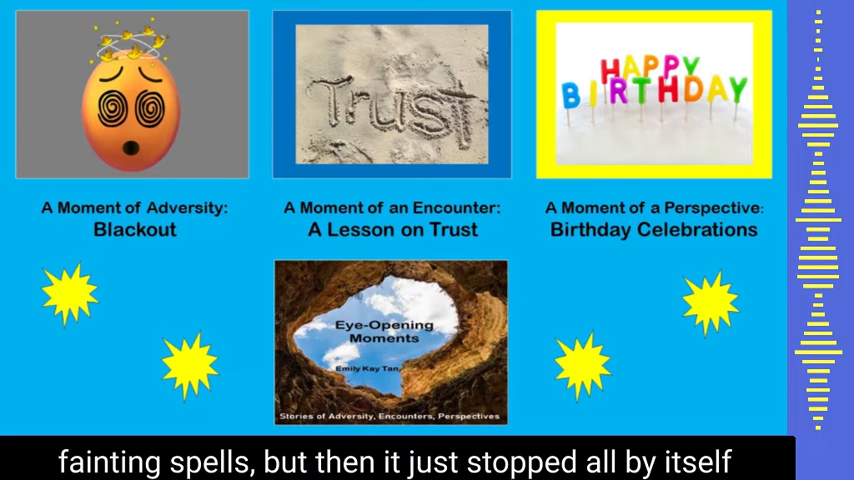 Trust
HAPPY
BIRTHDAY
A Moment of Adversity:
Blackout
A Moment of an Encounter:
A Lesson on Trust
A Moment of a Perspective:
Birthday Celebrations
Eye-Opening
Moments
Emily Kay Tan
Stories of Adversity, Encounters, Perspectives
fainting spells, but then it just stopped all by itself